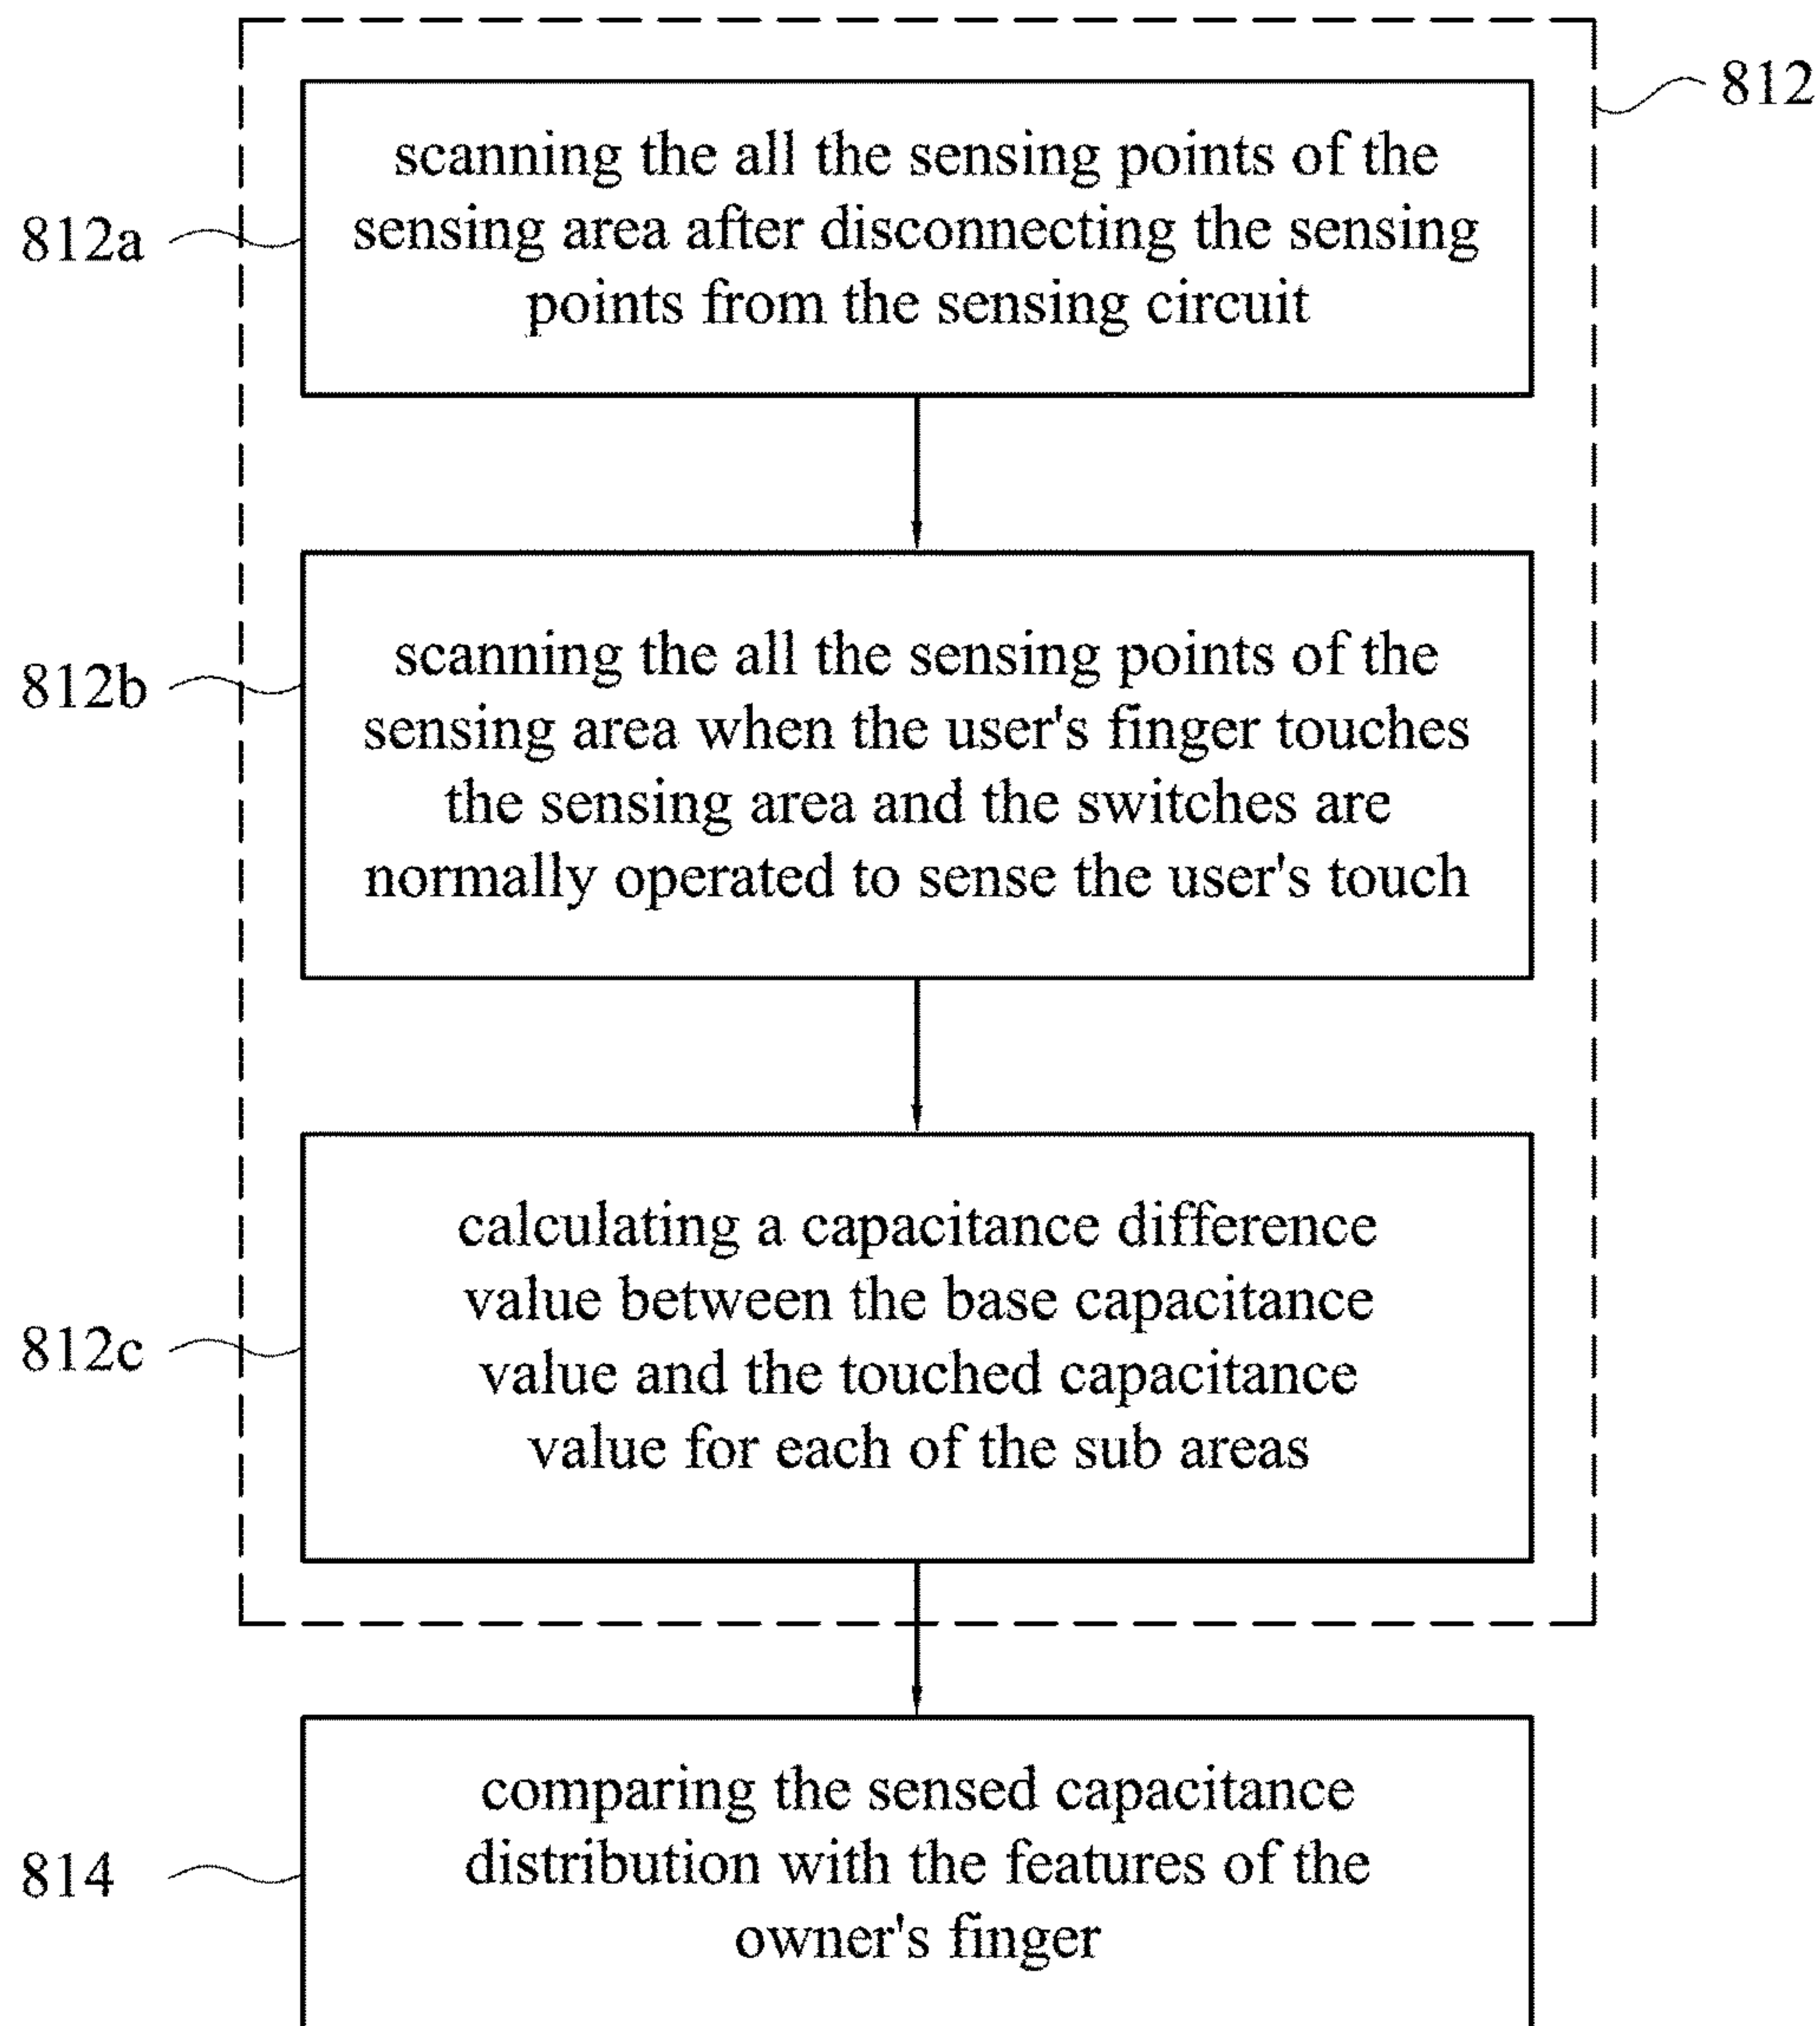 812
812a
scanning the all the sensing points of the
sensing area after disconnecting the sensing
points from the sensing circuit
812b
scanning the all the sensing points of the
sensing area when the user's finger touches
the sensing area and the switches are
normally operated to sense the user's touch
812c
calculating a capacitance difference
value between the base capacitance
value and the touched capacitance
value for each of the sub areas
814
comparing the sensed capacitance
distribution with the features of the
owner's finger